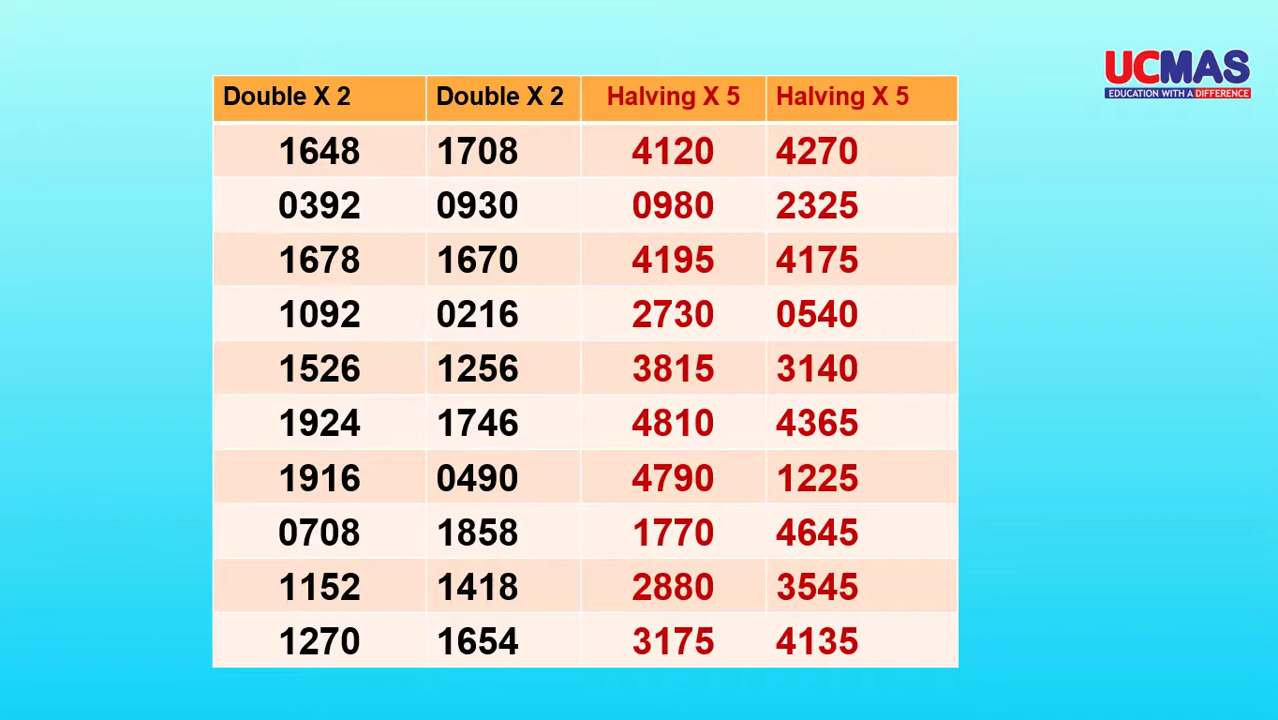 UCMAS
EDUCATION WITH A DIFFERENCE
Double X 2 Double X 2 Halving X 5 Halving X 5
1648 1708 4120 4270
0392 0930 0980 2325
1678 1670 4195 4175
1092 0216 2730 0540
1526 1256 3815 3140
1924 1746 4810 4365
1916 0490 4790 1225
0708 1858 1770 4645
1152 1418 2880 3545
1270 1654 3175 4135